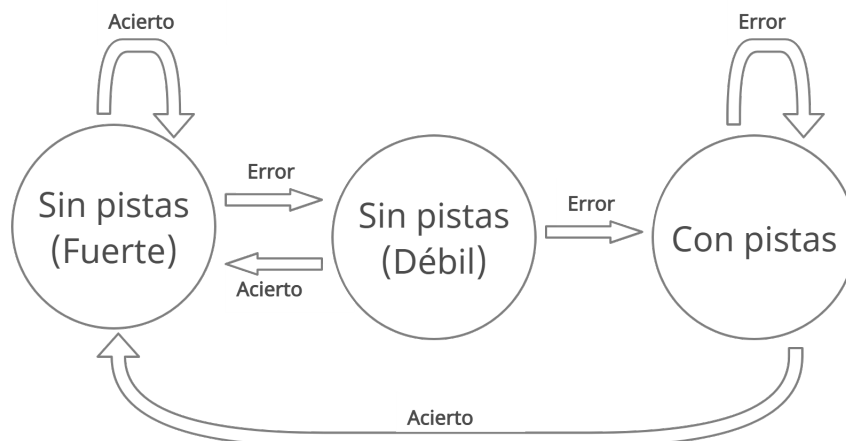 Acierto
Error
Sin pistas
(Fuerte)
Error
Acierto
Sin pistas
(Débil)
Error
Con pistas
Acierto